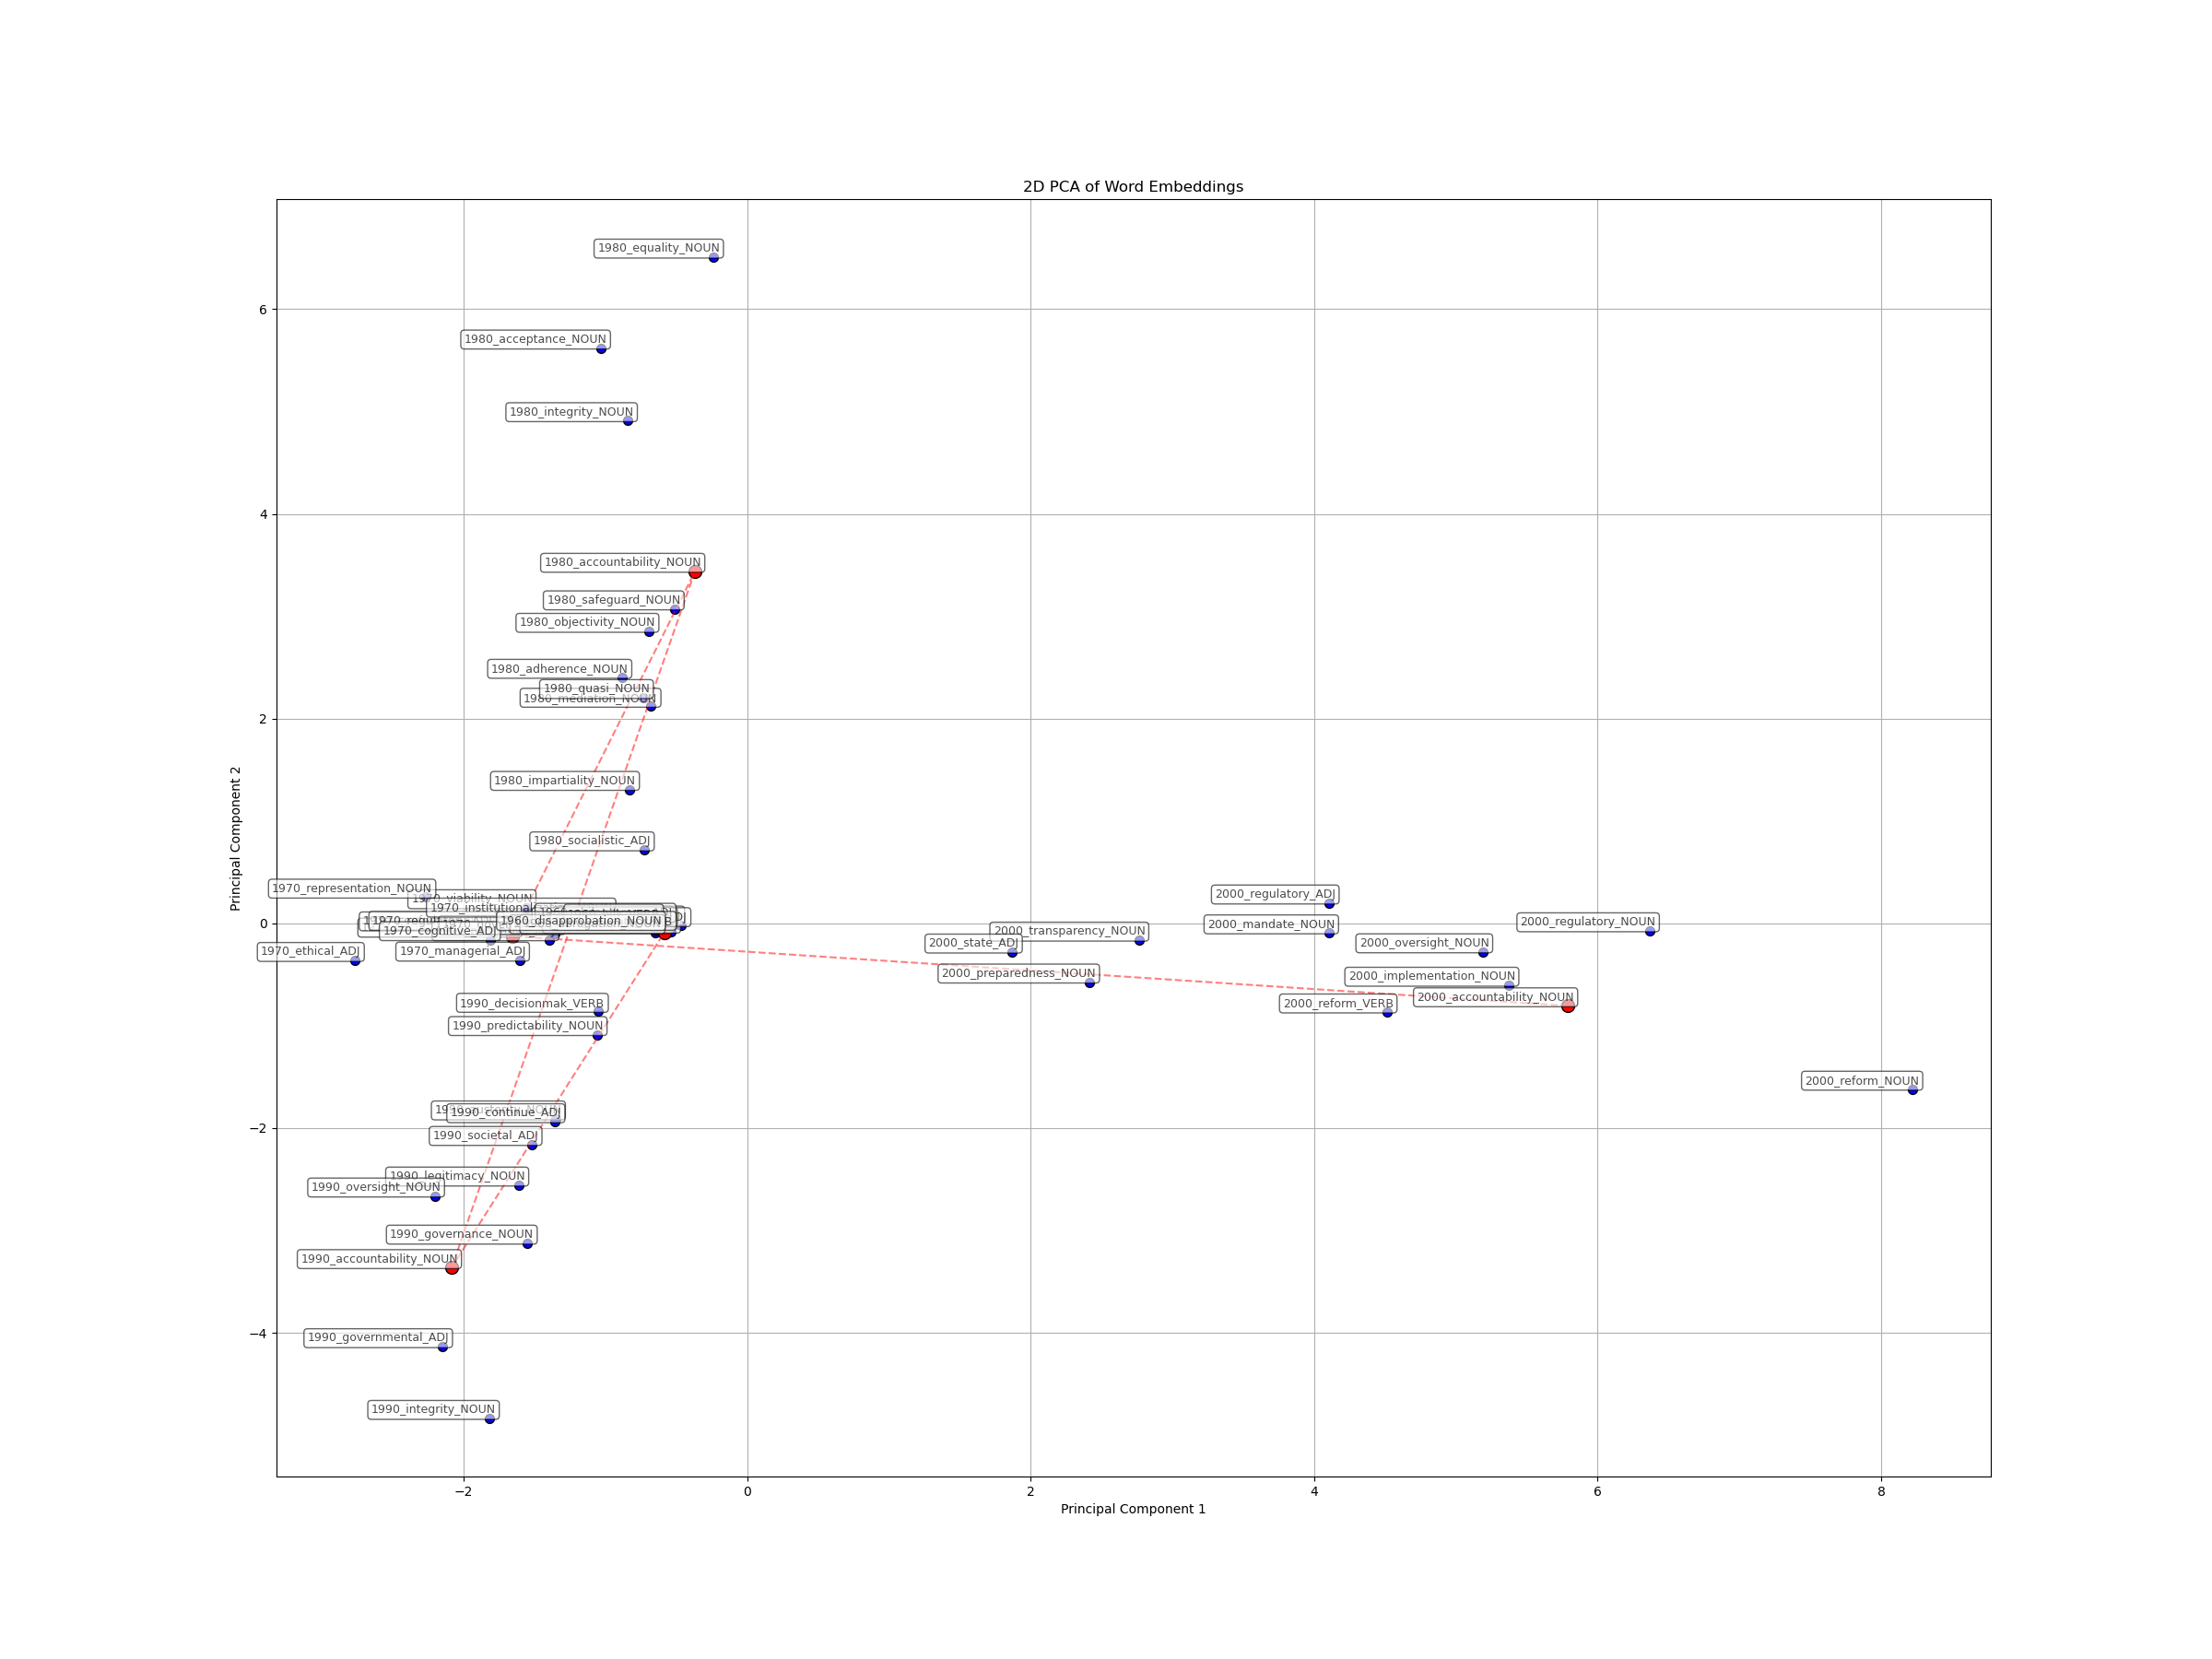 2D PCA of Word Embeddings
1980_equality_NOUN
6
1980_acceptance_NOUN
1980_integrity_NOUN
4
1980_accountability_NOUN
1980_safeguard_NOUN
1980_objectivity_NOUN
1980_adherence_NOUN
1980_quasi_NOUN
1980_mediation_NOUN
2
1980_impartiality_NOUN
1980_socialistic_ADJ
1970_representation_NOUN
1970_viability_NOUN
2000_regulatory_ADJ
1960_disapprobation_NOUN
0
2000_mandate_NOUN
2000_regulatory_NOUN
1970_cognitive_ADJ
2000_transparency_NOUN
2000_state_ADJ
2000_oversight_NOUN
1970_ethical_ADJ
1970_managerial_ADJ
2000_preparedness_NOUN
2000_implementation_NOUN
2000_accountability_NOUN
2000_reform_VERB
1990_decisionmak_VERB
1990_predictability_NOUN
2000_reform_NOUN
1990_continue_ADJ
−2
1990_societal_ADJ
1990_legitimacy_NOUN
1990_oversight_NOUN
1990_governance_NOUN
1990_accountability_NOUN
1990_governmental_ADJ
−4
1990_integrity_NOUN
−2 0 2 4 6 8
Principal Component 1
Principal Component 2